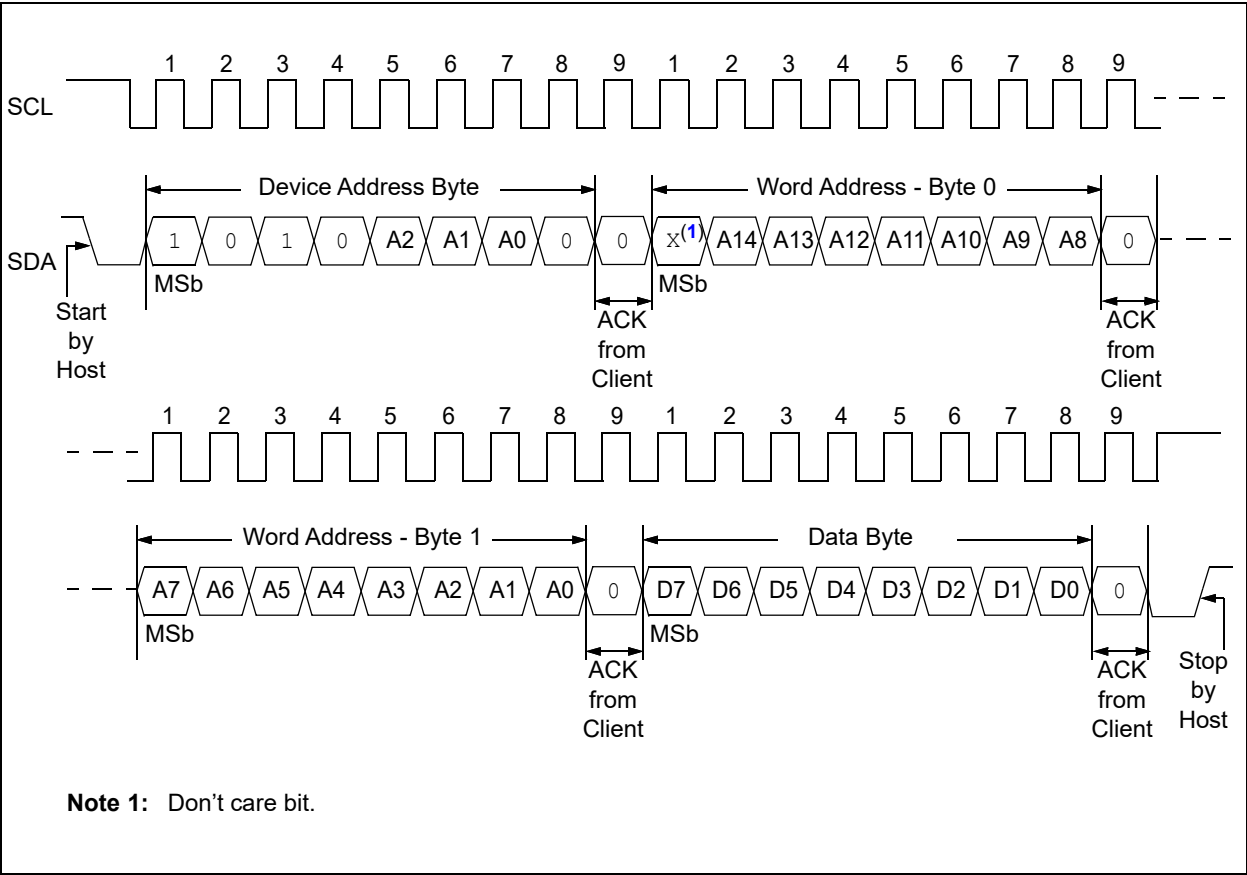 1 2 3 4 5 6 7 8 9 1 2 3 4 5 6 7 8 9
SCL
Device Address Byte Word Address - Byte 0
SDA 1 0 1 0 A2 A1 A0 0 0 X(1) A14 A13 A12 A11 A10 A9 A8 0
MSb MSb
Start
by
Host
ACK
from
Client
ACK
from
Client
1 2 3 4 5 6 7 8 9 1 2 3 4 5 6 7 8 9
Word Address - Byte 1 Data Byte
A7 A6 A5 A4 A3 A2 A1 A0 0 D7 D6 D5 D4 D3 D2 D1 D0 0
MSb MSb
ACK
from
Client
ACK
from
Client
Stop
by
Host
Note 1: Don't care bit.